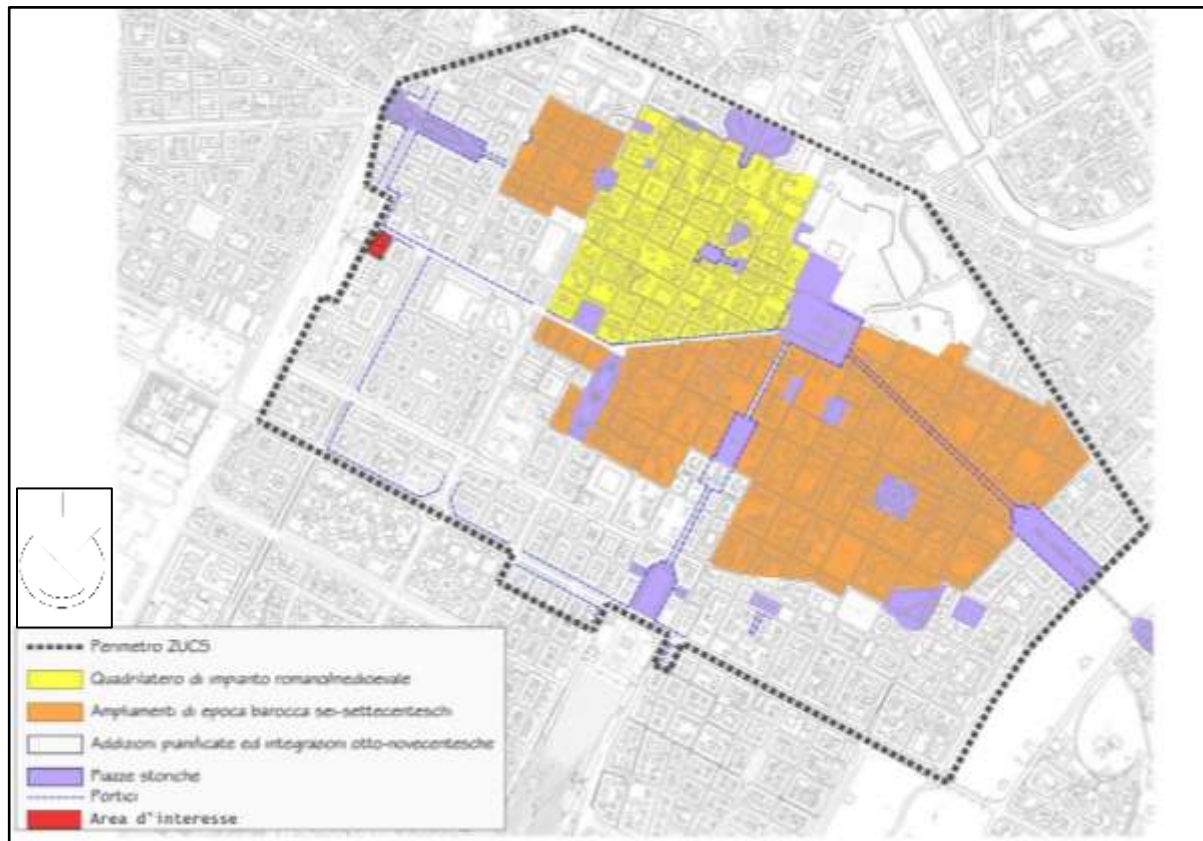 Perimetro ZUCS
Quadrilatero di impianto romano/medioevale
Ampliamenti di epoca barocca sei-settecenteschi
Addizioni pianificate ed integrazioni otto-novecentesche
Piazze storiche
Portici
Area d'interesse